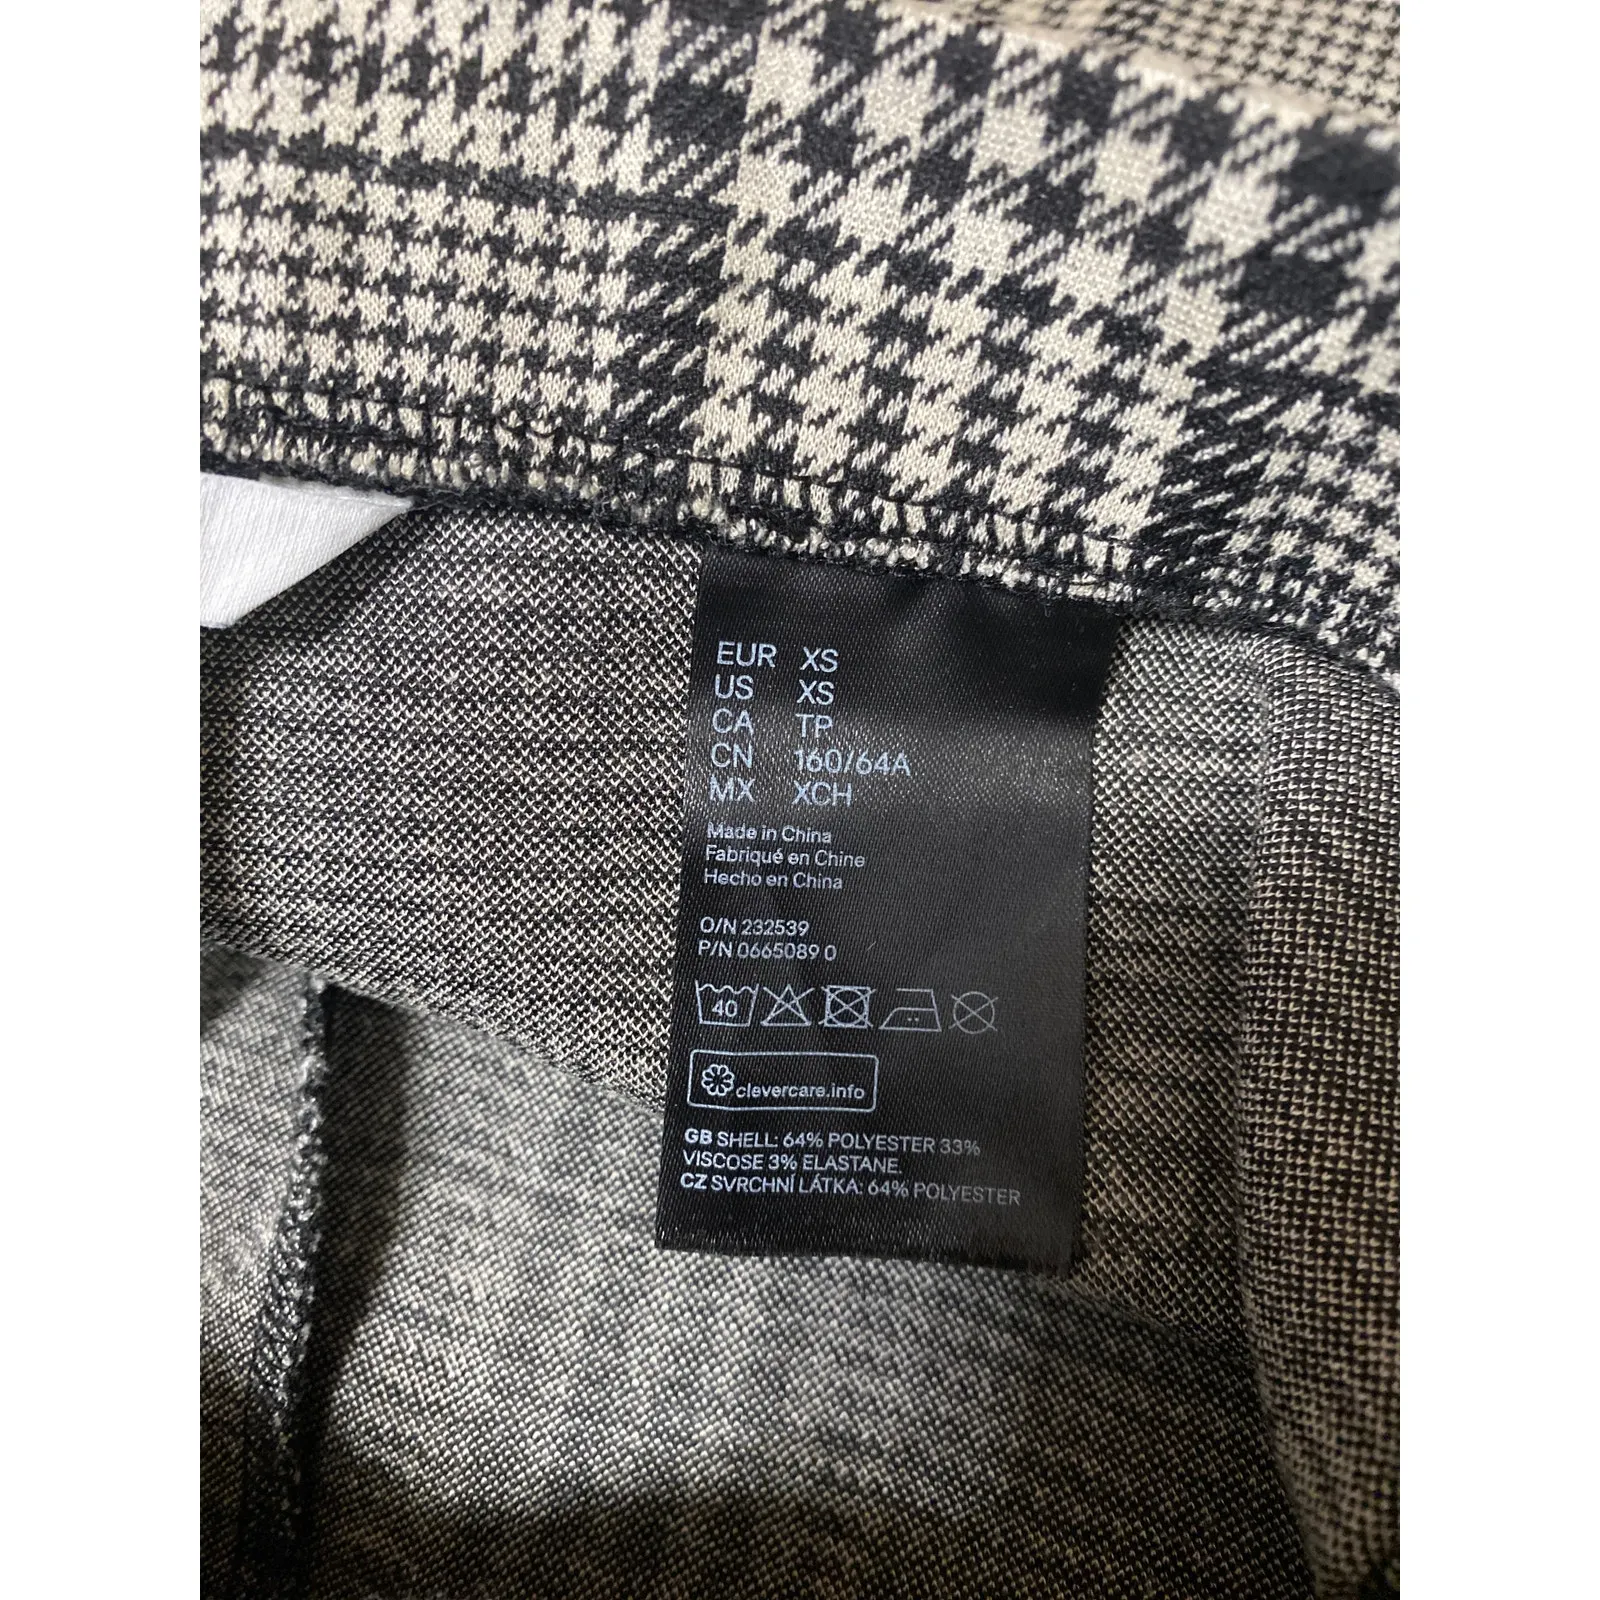 EUR XS
US XS
CA TP
CN 160/64A
MX XCH
Made in China
Fabriqué en Chine
Hecho en China
O/N 232539
P/N 0665089 0
40
clevercare.info
GB SHELL: 64% POLYESTER 33%
VISCOSE 3% ELASTANE.
CZ SVRCHNÍ LÁTKA: 64% POLYESTER